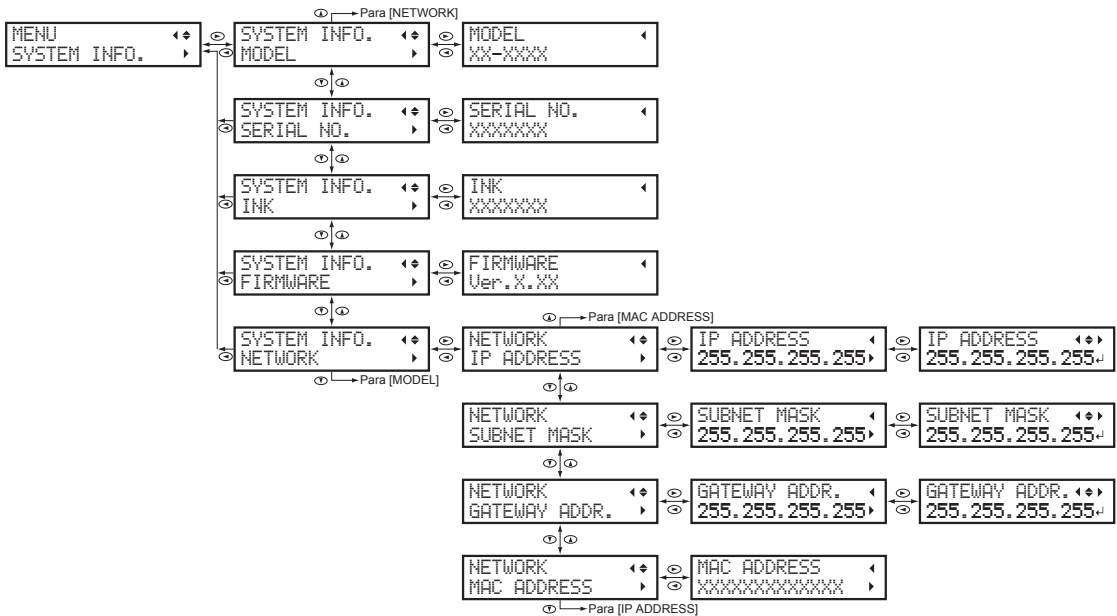 Para [NETWORK]
MENU
SYSTEM INFO.
SYSTEM INFO.
MODEL
MODEL
XX-XXXX
SYSTEM INFO.
SERIAL NO.
SERIAL NO.
XXXXXXX
SYSTEM INFO.
INK
INK
XXXXXXX
SYSTEM INFO.
FIRMWARE
FIRMWARE
Ver.X.XX
Para [MAC ADDRESS]
SYSTEM INFO.
NETWORK
NETWORK
IP ADDRESS
IP ADDRESS
255.255.255.255
IP ADDRESS
255.255.255.255
Para [MODEL]
NETWORK
SUBNET MASK
SUBNET MASK
255.255.255.255
SUBNET MASK
255.255.255.255
NETWORK
GATEWAY ADDR.
GATEWAY ADDR.
255.255.255.255
GATEWAY ADDR.
255.255.255.255
NETWORK
MAC ADDRESS
MAC ADDRESS
XXXXXXXXXXXXX
Para [IP ADDRESS]